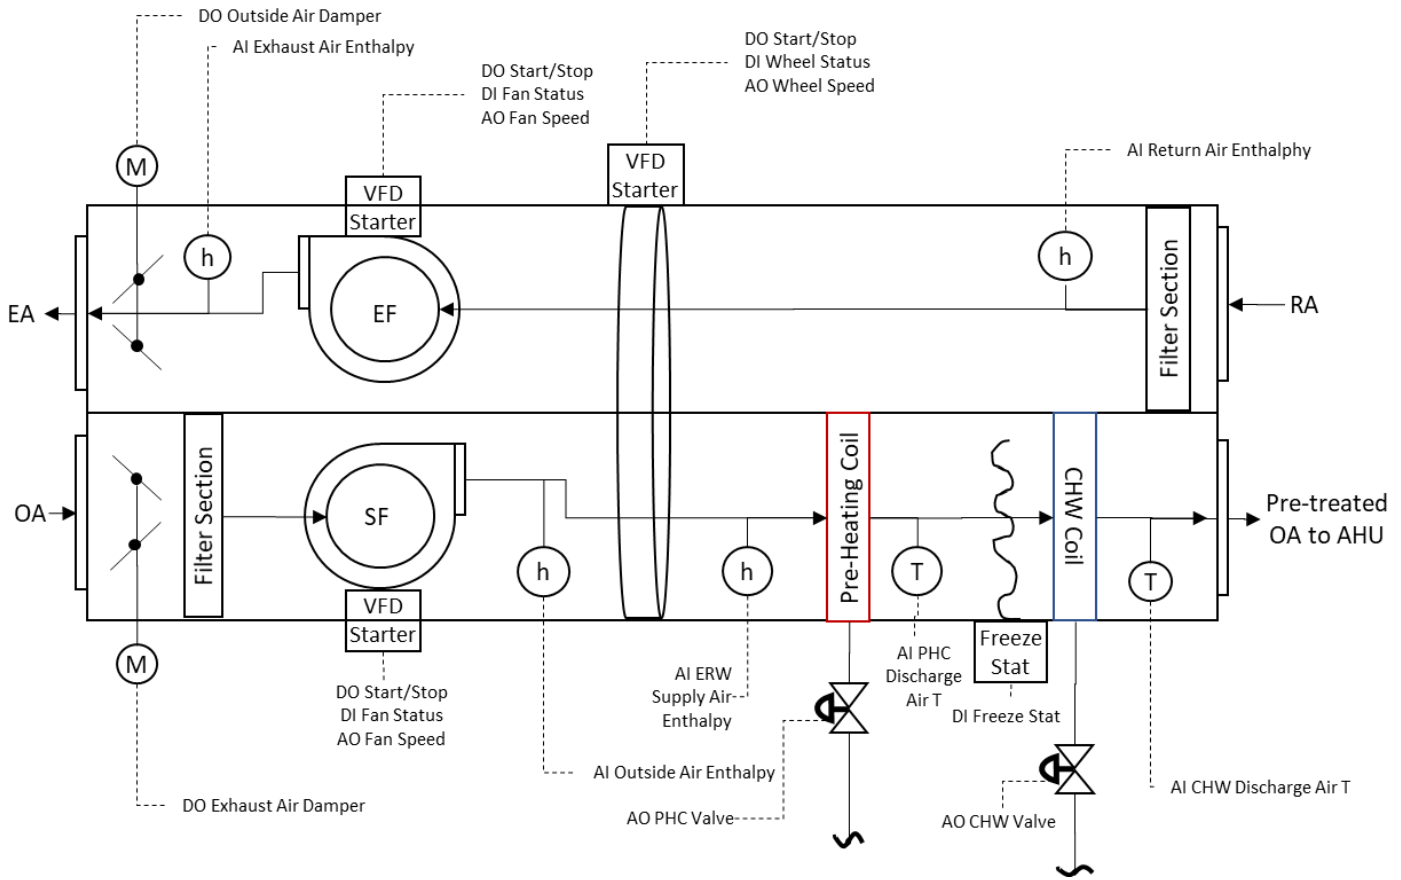 DO Outside Air Damper
AI Exhaust Air Enthalpy
DO Start/Stop
DI Fan Status
AO Fan Speed
DO Start/Stop
DI Wheel Status
AO Wheel Speed
AI Return Air Enthalphy
M
VFD
Starter
VFD
Starter
h
h
EF
EA
RA
Filter Section
OA
Filter Section
SF
h
h
Pre-Heating Coil
T
CHW Coil
T
Pre-treated
OA to AHU
VFD
Starter
Freeze
Stat
M
DO Start/Stop
DI Fan Status
AO Fan Speed
AI ERW
Supply Air
Enthalpy
AI PHC
Discharge
Air T
DI Freeze Stat
AI Outside Air Enthalpy
AI CHW Discharge Air T
DO Exhaust Air Damper
AO PHC Valve
AO CHW Valve